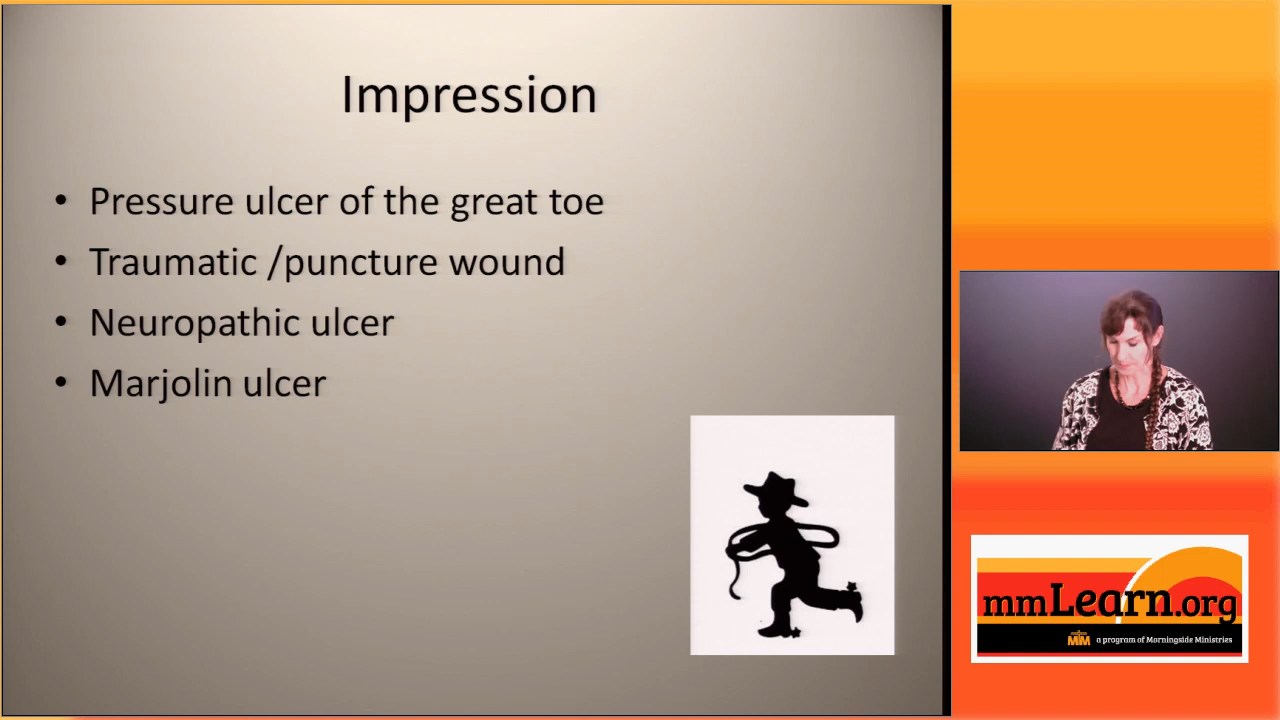 Impression
• Pressure ulcer of the great toe
• Traumatic /puncture wound
• Neuropathic ulcer
• Marjolin ulcer
mmLearn.org
MM a program of Morningside Ministries